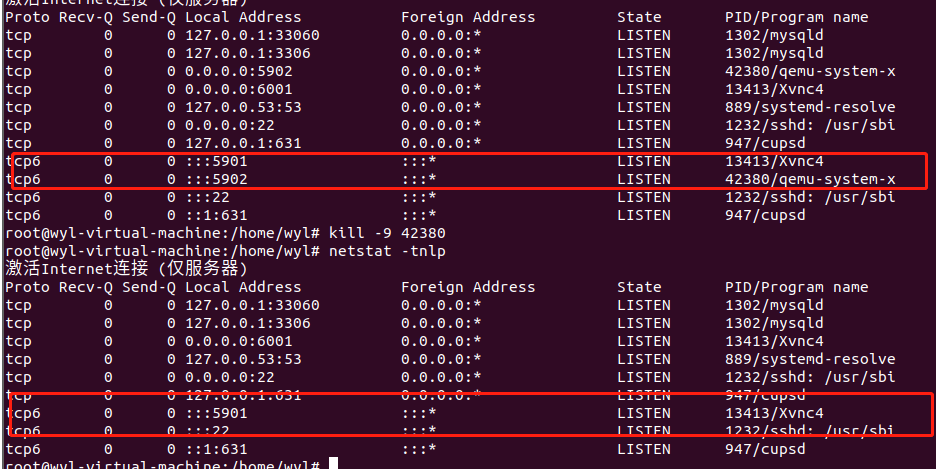 激活Internet连接 (仅服务器)
Proto Recv-Q Send-Q Local Address Foreign Address State PID/Program name
tcp 0 0 127.0.0.1:33060 0.0.0.0:* LISTEN 1302/mysqld
tcp 0 0 127.0.0.1:3306 0.0.0.0:* LISTEN 1302/mysqld
tcp 0 0 0.0.0.0:5902 0.0.0.0:* LISTEN 42380/qemu-system-x
tcp 0 0 0.0.0.0:6001 0.0.0.0:* LISTEN 13413/Xvnc4
tcp 0 0 127.0.0.53:53 0.0.0.0:* LISTEN 889/systemd-resolve
tcp 0 0 0.0.0.0:22 0.0.0.0:* LISTEN 1232/sshd: /usr/sbi
tcp 0 0 127.0.0.1:631 0.0.0.0:* LISTEN 947/cupsd
tcp6 0 0 :::5901 :::* LISTEN 13413/Xvnc4
tcp6 0 0 :::5902 :::* LISTEN 42380/qemu-system-x
tcp6 0 0 :::22 :::* LISTEN 1232/sshd: /usr/sbi
tcp6 0 0 ::1:631 :::* LISTEN 947/cupsd
root@wyl-virtual-machine:/home/wyl# kill -9 42380
root@wyl-virtual-machine:/home/wyl# netstat -tnlp
激活Internet连接 (仅服务器)
Proto Recv-Q Send-Q Local Address Foreign Address State PID/Program name
tcp 0 0 127.0.0.1:33060 0.0.0.0:* LISTEN 1302/mysqld
tcp 0 0 127.0.0.1:3306 0.0.0.0:* LISTEN 1302/mysqld
tcp 0 0 0.0.0.0:6001 0.0.0.0:* LISTEN 13413/Xvnc4
tcp 0 0 127.0.0.53:53 0.0.0.0:* LISTEN 889/systemd-resolve
tcp 0 0 0.0.0.0:22 0.0.0.0:* LISTEN 1232/sshd: /usr/sbi
tcp 0 0 127.0.0.1:631 0.0.0.0:* LISTEN 947/cupsd
tcp6 0 0 :::5901 :::* LISTEN 13413/Xvnc4
tcp6 0 0 :::22 :::* LISTEN 1232/sshd: /usr/sbi
tcp6 0 0 ::1:631 :::* LISTEN 947/cupsd
root@wyl-virtual-machine:/home/wyl#